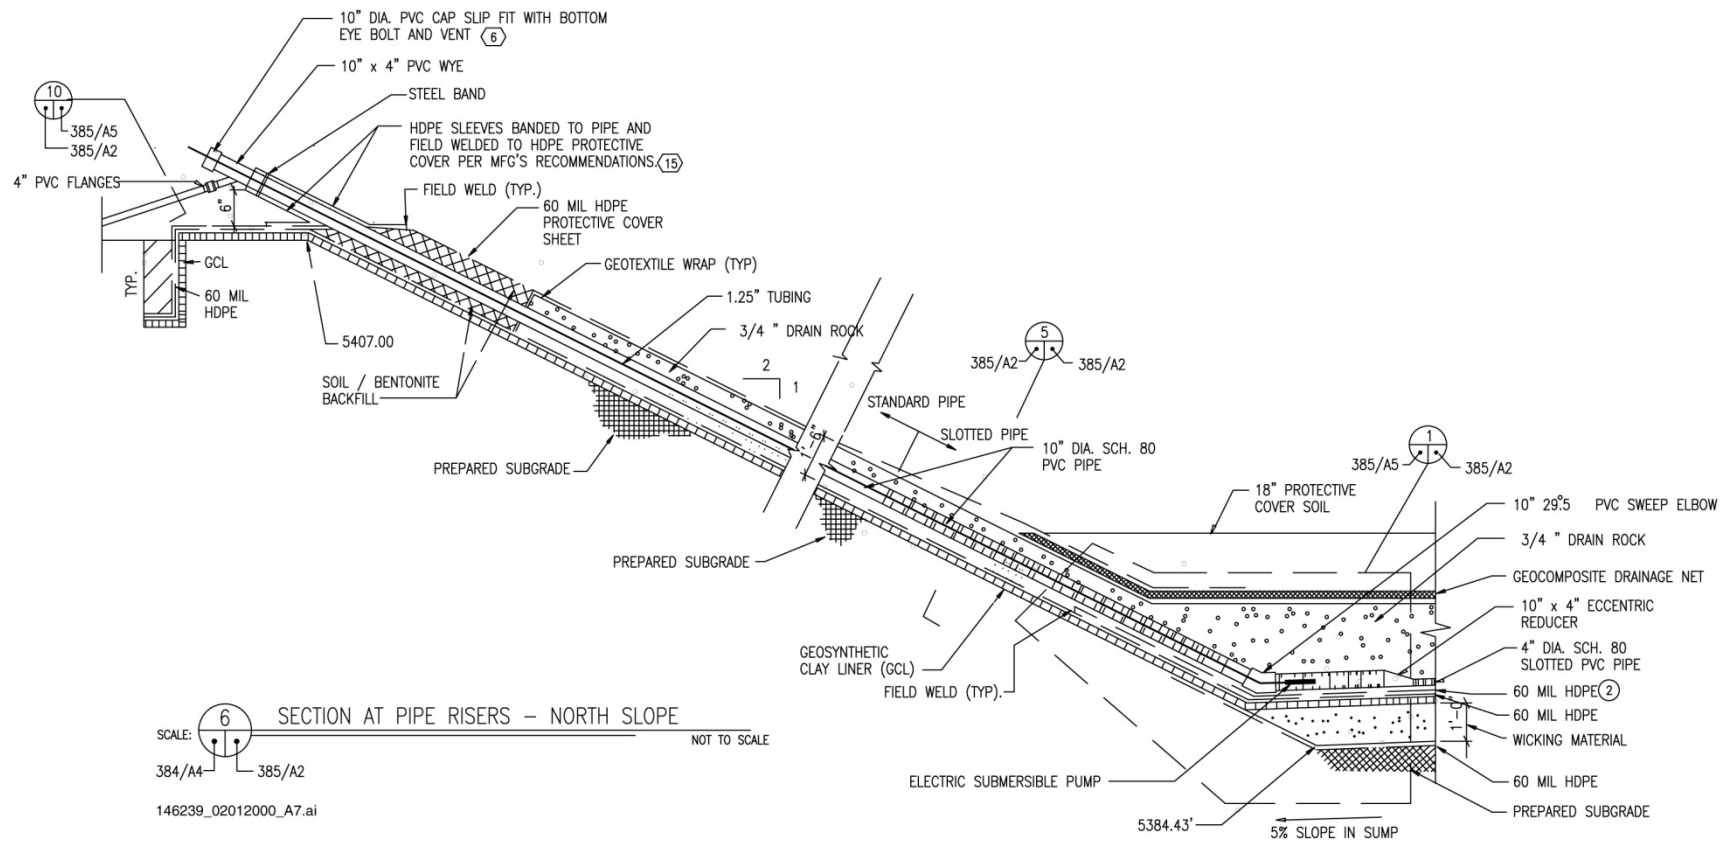 10" DIA. PVC CAP SLIP FIT WITH BOTTOM
EYE BOLT AND VENT 6
10" x 4" PVC WYE
STEEL BAND
HDPE SLEEVES BANDED TO PIPE AND
FIELD WELDED TO HDPE PROTECTIVE
COVER PER MFG'S RECOMMENDATIONS. 15
10
385/A5
385/A2
4" PVC FLANGES
6"
FIELD WELD (TYP.)
60 MIL HDPE
PROTECTIVE COVER
SHEET
GEOTEXTILE WRAP (TYP)
1.25" TUBING
3/4 " DRAIN ROCK
TYP.
GCL
60 MIL
HDPE
5407.00
SOIL / BENTONITE
BACKFILL
2
1
PREPARED SUBGRADE
5
385/A2
385/A2
STANDARD PIPE
SLOTTED PIPE
10" DIA. SCH. 80
PVC PIPE
PREPARED SUBGRADE
1
385/A5
385/A2
18" PROTECTIVE
COVER SOIL
10" 29.5° PVC SWEEP ELBOW
3/4 " DRAIN ROCK
GEOCOMPOSITE DRAINAGE NET
10" x 4" ECCENTRIC
REDUCER
4" DIA. SCH. 80
SLOTTED PVC PIPE
60 MIL HDPE 2
60 MIL HDPE
1'-0"
WICKING MATERIAL
60 MIL HDPE
PREPARED SUBGRADE
GEOSYNTHETIC
CLAY LINER (GCL)
FIELD WELD (TYP).
ELECTRIC SUBMERSIBLE PUMP
5384.43'
5% SLOPE IN SUMP
6
SECTION AT PIPE RISERS – NORTH SLOPE
SCALE:
NOT TO SCALE
384/A4
385/A2
146239_02012000_A7.ai